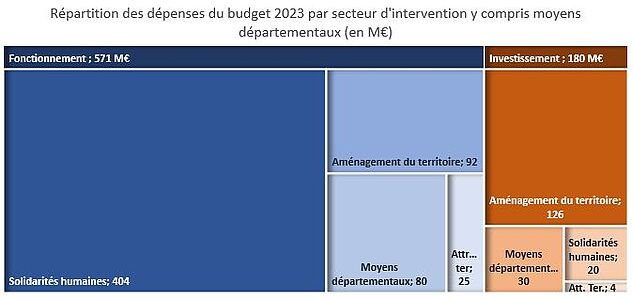 Répartition des dépenses du budget 2023 par secteur d'intervention y compris moyens
départementaux (en M€)
Fonctionnement ; 571 M€
Investissement ; 180 M€
Solidarités humaines; 404
Aménagement du territoire; 92
Moyens
départementaux; 80
Attr...
ter;
25
Aménagement du territoire;
126
Moyens
département...
30
Solidarités
humaines;
20
Att. Ter.; 4